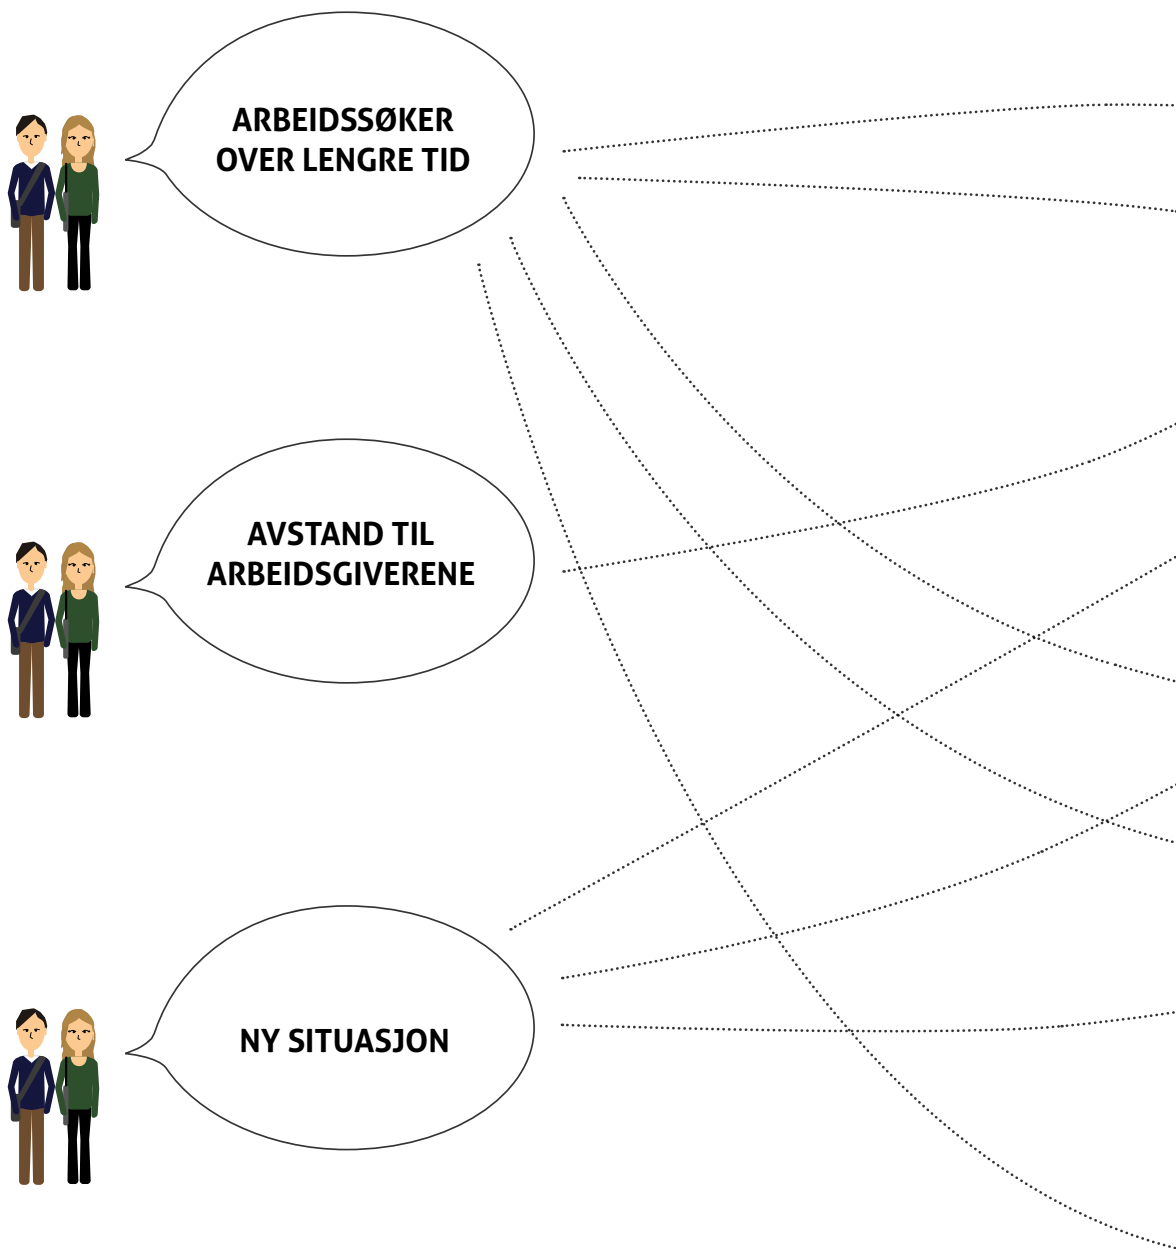 ARBEIDSSØKER
OVER LENGRE TID
AVSTAND TIL
ARBEIDSGIVERENE
NY SITUASJON